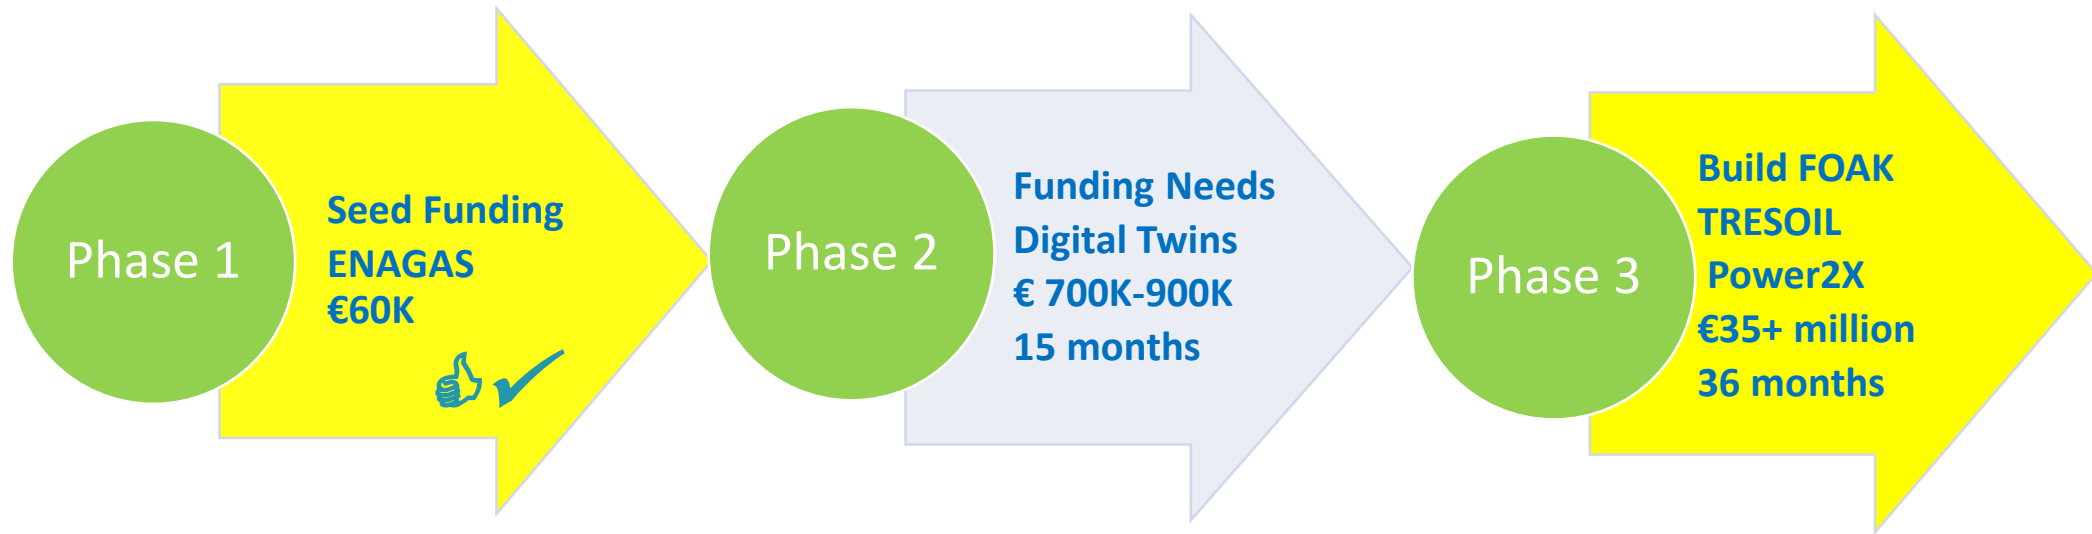 Phase 1
Seed Funding
ENAGAS
€60K
Phase 2
Funding Needs
Digital Twins
€ 700K-900K
15 months
Phase 3
Build FOAK
TRESOIL
Power2X
€35+ million
36 months